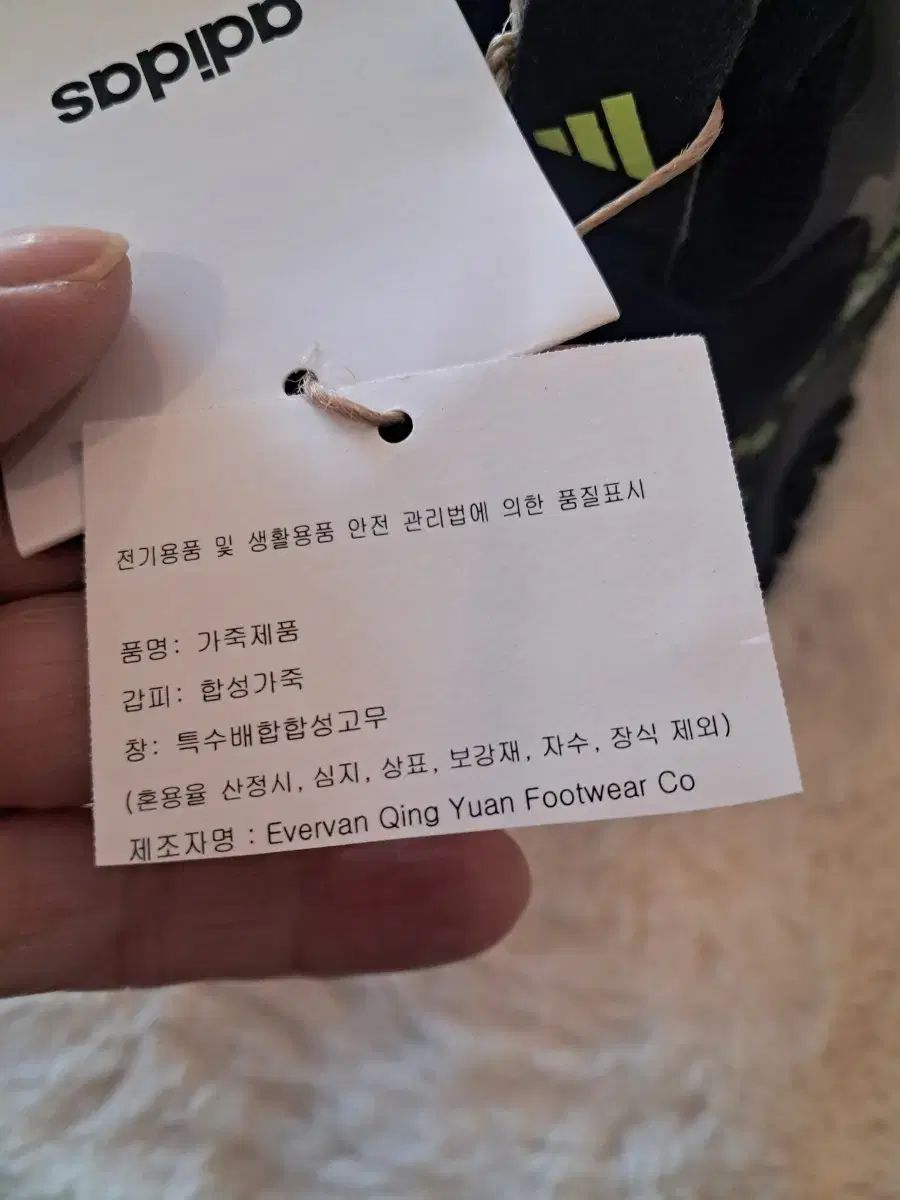 adidas
전기용품 및 생활용품 안전 관리법에 의한 품질표시
품명: 가죽제품
갑피: 합성가죽
창: 특수배합합성고무
(혼용율 산정시, 심지, 상표, 보강재, 자수, 장식 제외)
제조자명 : Evervan Qing Yuan Footwear Co